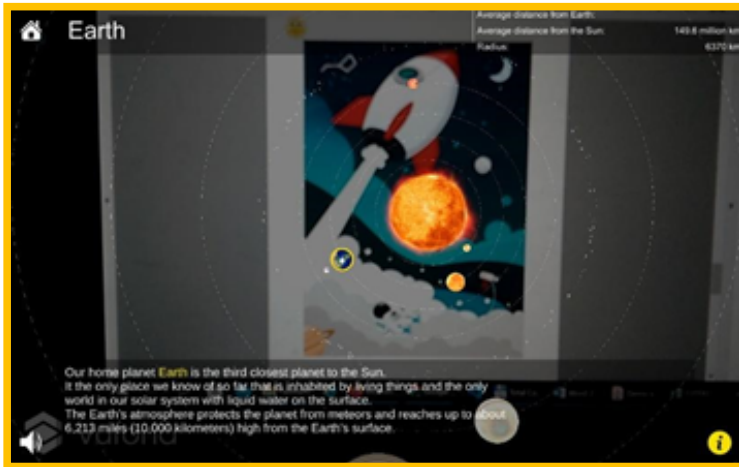 Earth
Average distance from Earth:
Average distance from the Sun: 149.6 million km
Radius: 6370 km
Our home planet Earth is the third closest planet to the Sun.
It the only place we know of so far that is inhabited by living things and the only
world in our solar system with liquid water on the surface.
The Earth's atmosphere protects the planet from meteors and reaches up to about
6,213 miles (10,000 kilometers) high from the Earth's surface.
i